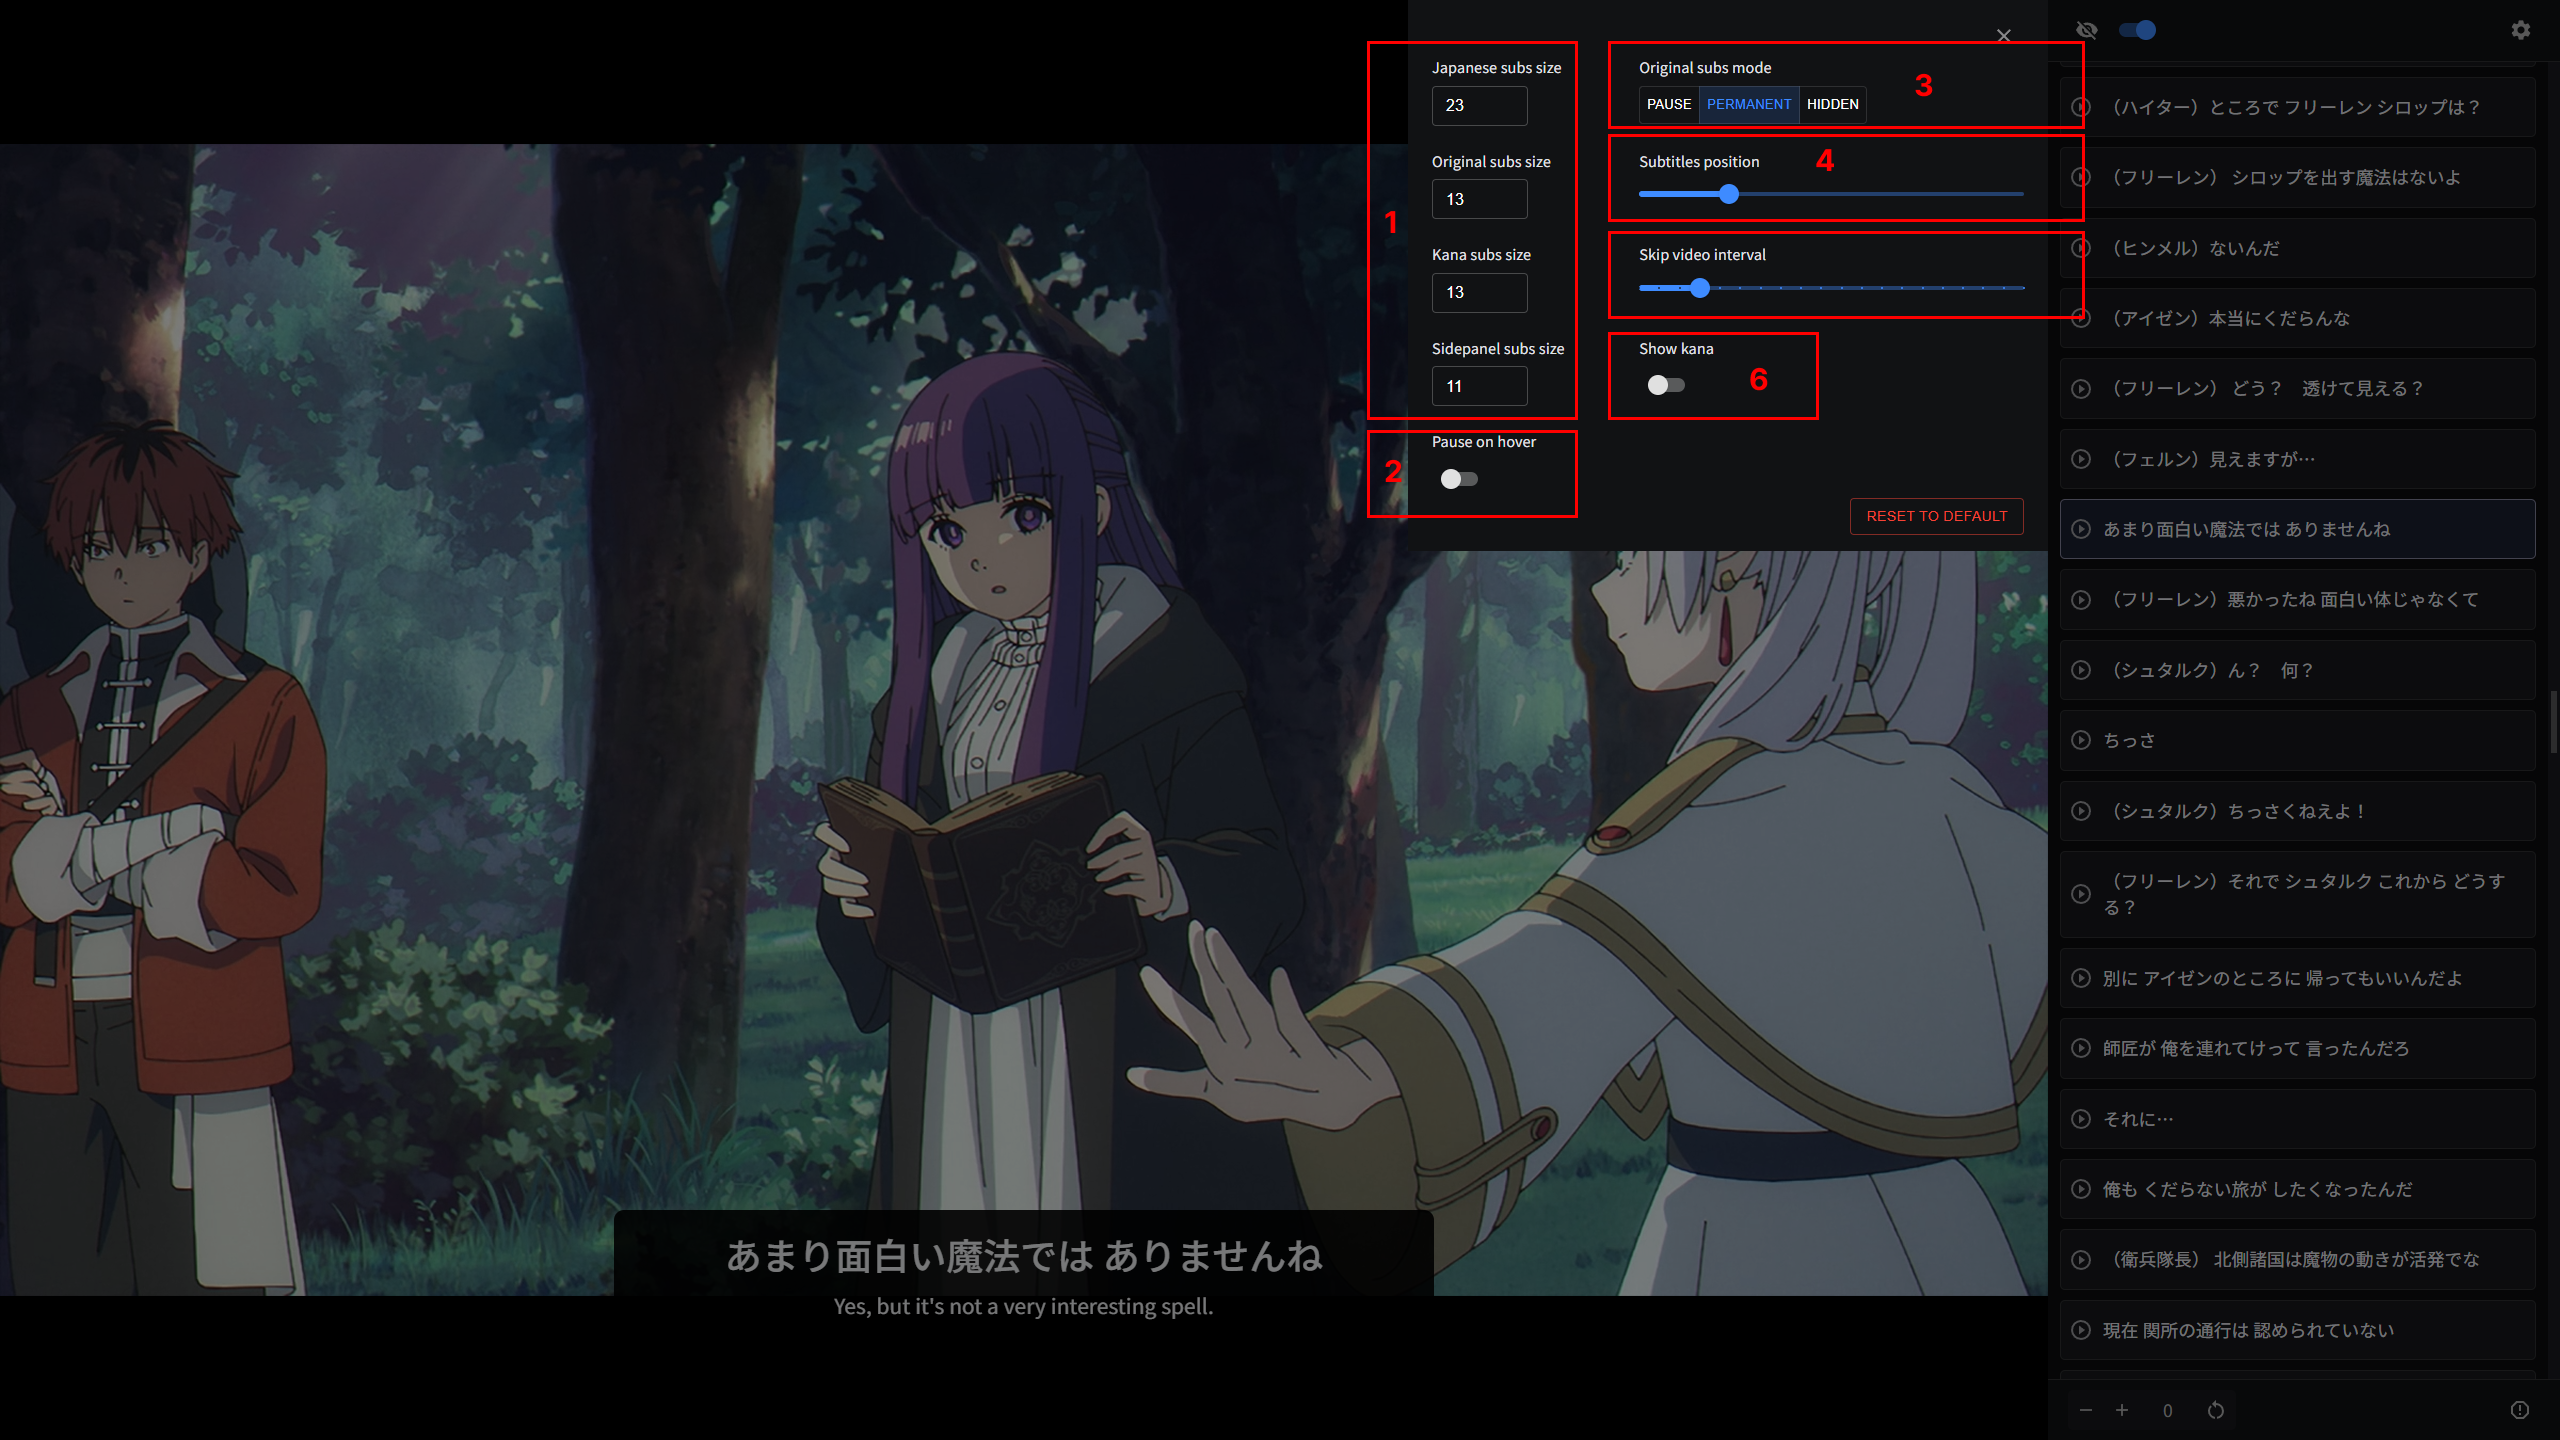 Japanese subs size
23
Original subs size
13
1
Kana subs size
13
Sidepanel subs size
11
2
Pause on hover
Original subs mode
3
PAUSE
PERMANENT
HIDDEN
Subtitles position
4
Skip video interval
Show kana
6
RESET TO DEFAULT
あまり面白い魔法では ありませんね
Yes, but it's not a very interesting spell.
（ハイター）ところで フリーレン シロップは？
（フリーレン） シロップを出す魔法はないよ
（ヒンメル）ないんだ
（アイゼン）本当にくだらんな
（フリーレン） どう？　透けて見える？
（フェルン）見えますが…
あまり面白い魔法では ありませんね
（フリーレン）悪かったね 面白い体じゃなくて
（シュタルク）ん？　何？
ちっさ
（シュタルク）ちっさくねえよ！
（フリーレン）それで シュタルク これから どうす
る？
別に アイゼンのところに 帰ってもいいんだよ
師匠が 俺を連れてけって 言ったんだろ
それに…
俺も くだらない旅が したくなったんだ
（衛兵隊長） 北側諸国は魔物の動きが活発でな
現在 関所の通行は 認められていない
0